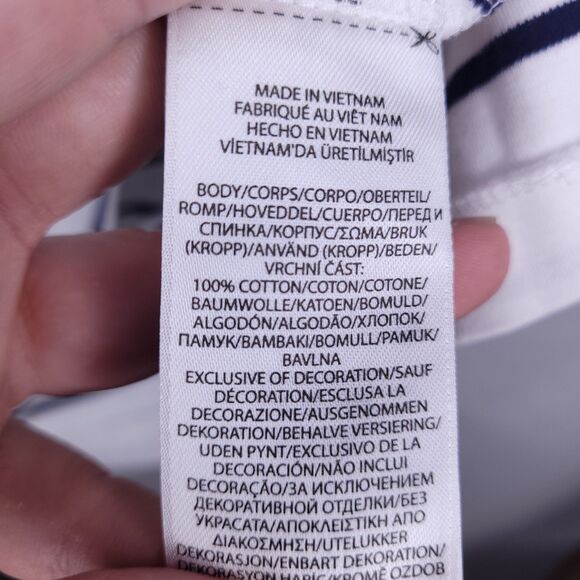 MADE IN VIETNAM
FABRIQUÉ AU VIÊT NAM
HECHO EN VIETNAM
VİETNAM'DA ÜRETİLMİŞTİR
BODY/CORPS/CORPO/OBERTEIL/
ROMP/HOVEDDEL/CUERPO/ПЕРЕД И
СПИНКА/КОРПУС/ΣΩΜΑ/BRUK
(KROPP)/ANVÄND (KROPP)/BEDEN/
VRCHNÍ ČÁST:
100% COTTON/COTON/COTONE/
BAUMWOLLE/KATOEN/BOMULD/
ALGODÓN/ALGODÃO/ХЛОПОК/
ПАМУК/ΒΑΜΒΑΚΙ/BOMULL/PAMUK/
BAVLNA
EXCLUSIVE OF DECORATION/SAUF
DÉCORATION/ESCLUSA LA
DECORAZIONE/AUSGENOMMEN
DEKORATION/BEHALVE VERSIERING/
UDEN PYNT/EXCLUSIVO DE LA
DECORACIÓN/NÃO INCLUI
DECORAÇÃO/ЗА ИСКЛЮЧЕНИЕМ
ДЕКОРАТИВНОЙ ОТДЕЛКИ/БЕЗ
УКРАСАТА/ΑΠΟΚΛΕΙΣΤΙΚΗ ΑΠΟ
ΔΙΑΚΟΣΜΗΣΗ/UTELUKKER
DEKORASJON/ENBART DEKORATION/
DEKORASYON HARİÇ/KROMĚ OZDOB